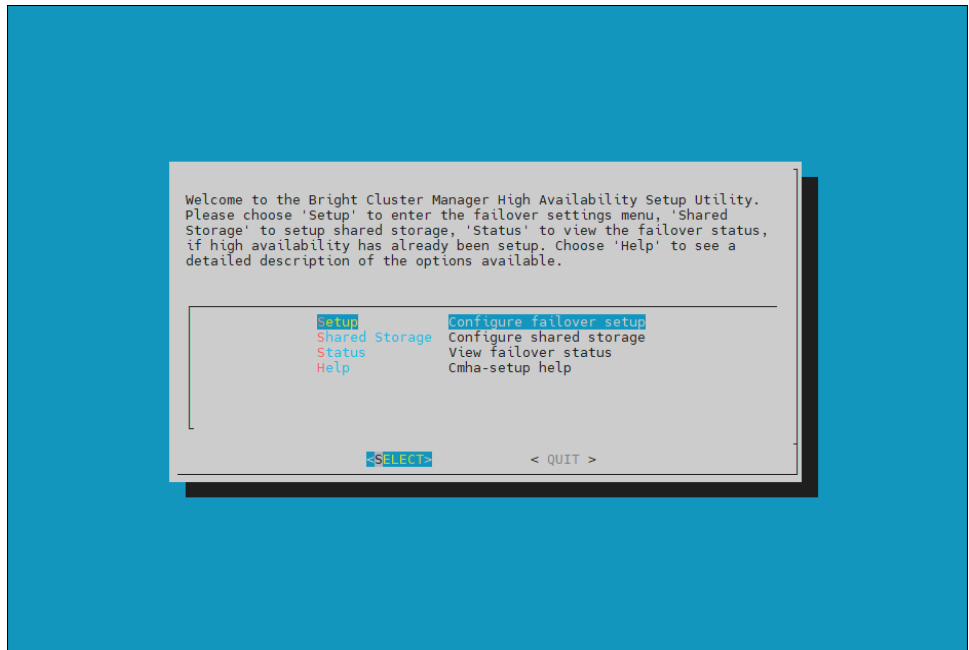 Welcome to the Bright Cluster Manager High Availability Setup Utility.
Please choose 'Setup' to enter the failover settings menu, 'Shared
Storage' to setup shared storage, 'Status' to view the failover status,
if high availability has already been setup. Choose 'Help' to see a
detailed description of the options available.
Setup Configure failover setup
Shared Storage Configure shared storage
Status View failover status
Help Cmha-setup help
<SELECT> < QUIT >